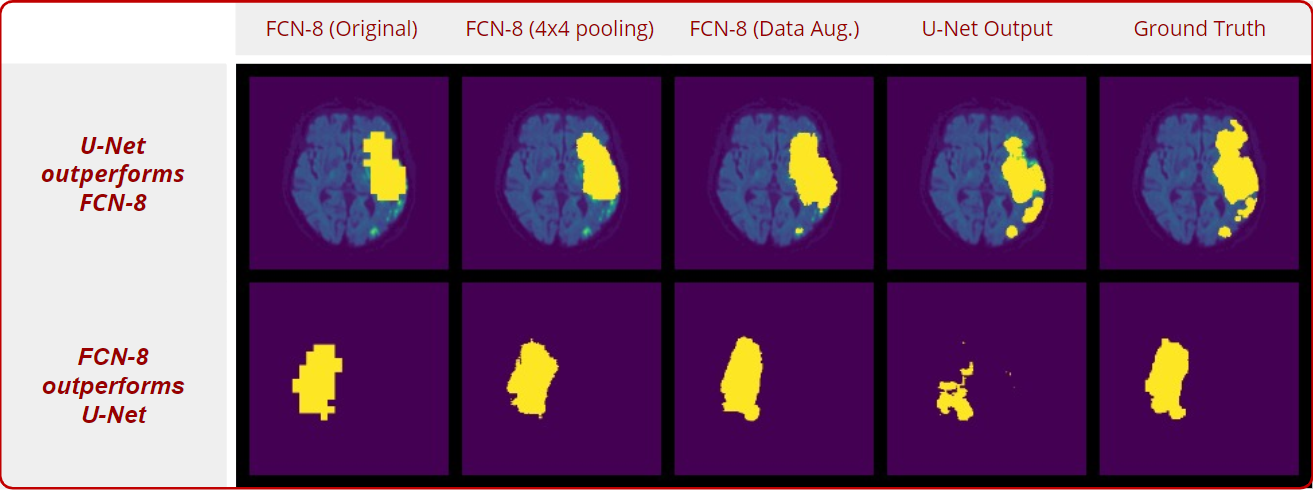 FCN-8 (Original)
FCN-8 (4x4 pooling)
FCN-8 (Data Aug.)
U-Net Output
Ground Truth
U-Net
outperforms
FCN-8
FCN-8
outperforms
U-Net